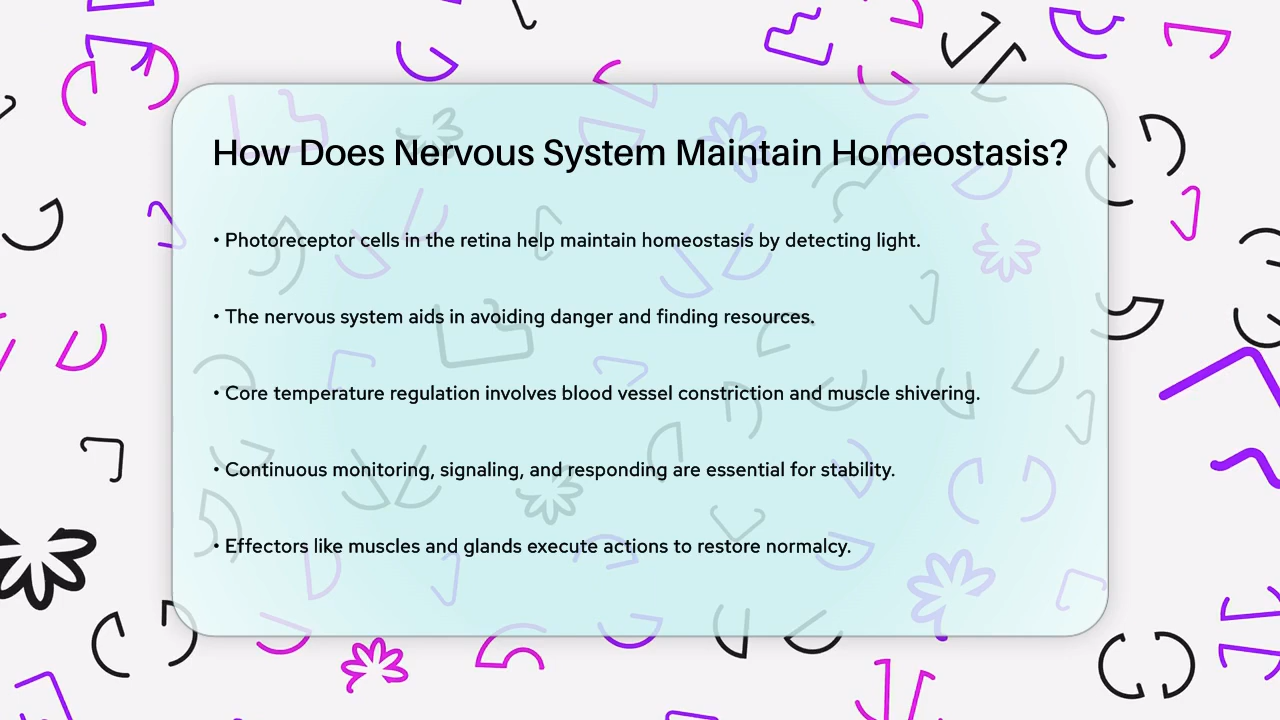 How Does Nervous System Maintain Homeostasis?
• Photoreceptor cells in the retina help maintain homeostasis by detecting light.
• The nervous system aids in avoiding danger and finding resources.
• Core temperature regulation involves blood vessel constriction and muscle shivering.
• Continuous monitoring, signaling, and responding are essential for stability.
• Effectors like muscles and glands execute actions to restore normalcy.